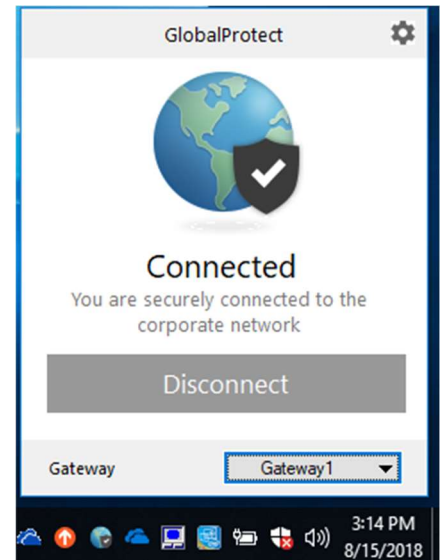 GlobalProtect
Connected
You are securely connected to the
corporate network
Disconnect
Gateway
Gateway1
3:14 PM
8/15/2018